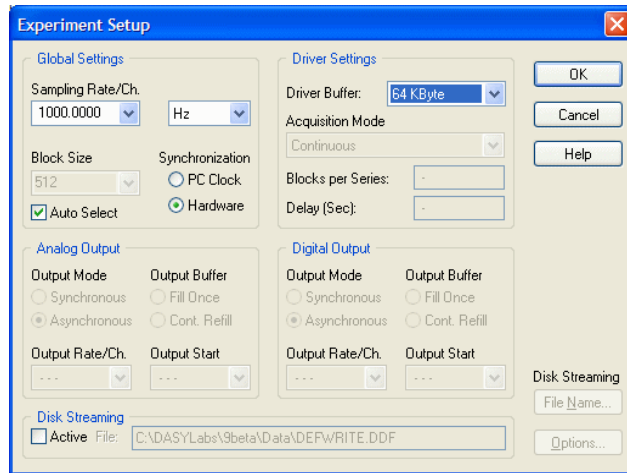 Experiment Setup
Global Settings
Sampling Rate/Ch.
1000.0000 Hz
Block Size
512
Auto Select
Synchronization
PC Clock
Hardware
Driver Settings
Driver Buffer: 64 KByte
Acquisition Mode
Continuous
Blocks per Series: -
Delay (Sec): -
OK
Cancel
Help
Analog Output
Output Mode
Synchronous
Asynchronous
Output Buffer
Fill Once
Cont. Refill
Output Rate/Ch.
---
Output Start
---
Digital Output
Output Mode
Synchronous
Asynchronous
Output Buffer
Fill Once
Cont. Refill
Output Rate/Ch.
---
Output Start
---
Disk Streaming
Active File: C:\DASYLabs\9beta\Data\DEFWRITE.DDF
Disk Streaming
File Name...
Options...